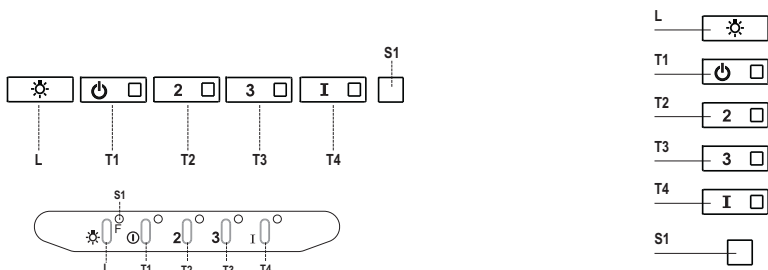 S1
2 3 I
L T1 T2 T3 T4
S1
F
2 3 I
L T1 T2 T3 T4
L
T1
T2 2
T3 3
T4 I
S1